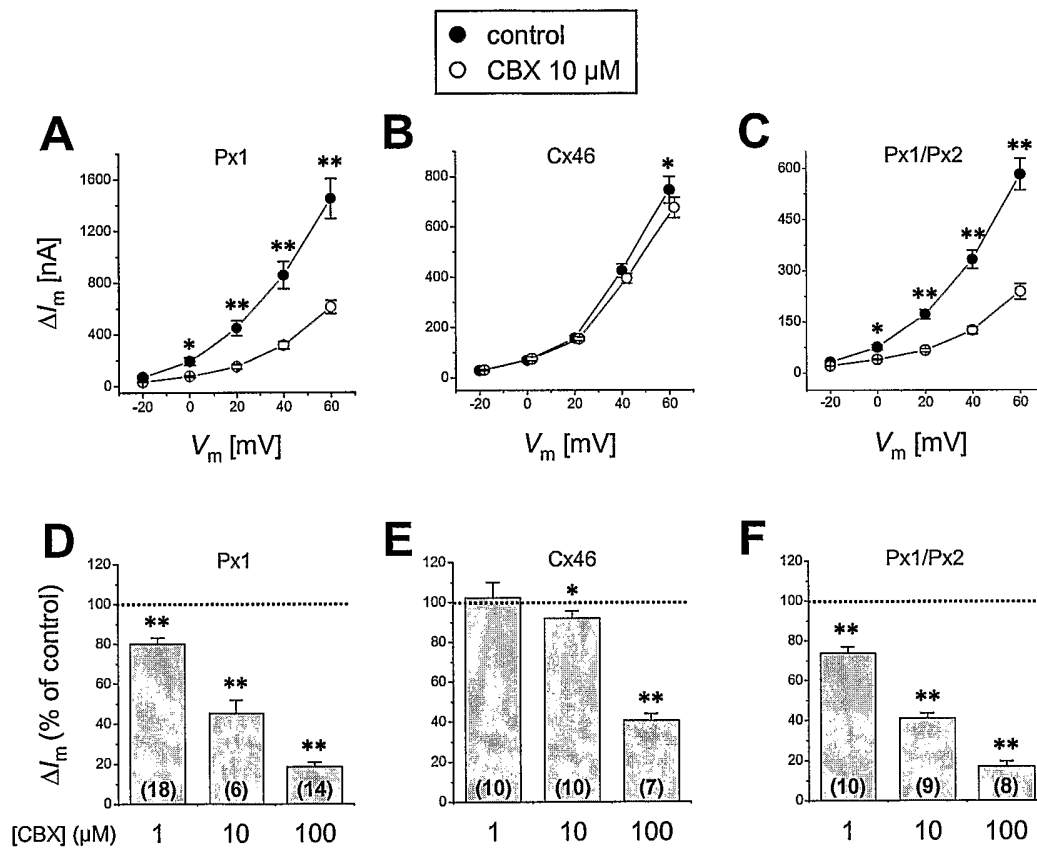 control
CBX 10 µM
A
Px1
B
Cx46
C
Px1/Px2
ΔIm [nA]
1600
1200
800
400
0
**
**
**
*
-20 0 20 40 60
Vm [mV]
800
600
400
200
0
*
-20 0 20 40 60
Vm [mV]
600
450
300
150
0
**
**
**
*
-20 0 20 40 60
Vm [mV]
D
Px1
E
Cx46
F
Px1/Px2
ΔIm (% of control)
120
100
80
60
40
20
0
**
**
**
(18) (6) (14)
120
100
80
60
40
20
0
*
**
(10) (10) (7)
120
100
80
60
40
20
0
**
**
**
(10) (9) (8)
[CBX] (µM) 1 10 100
1 10 100
1 10 100